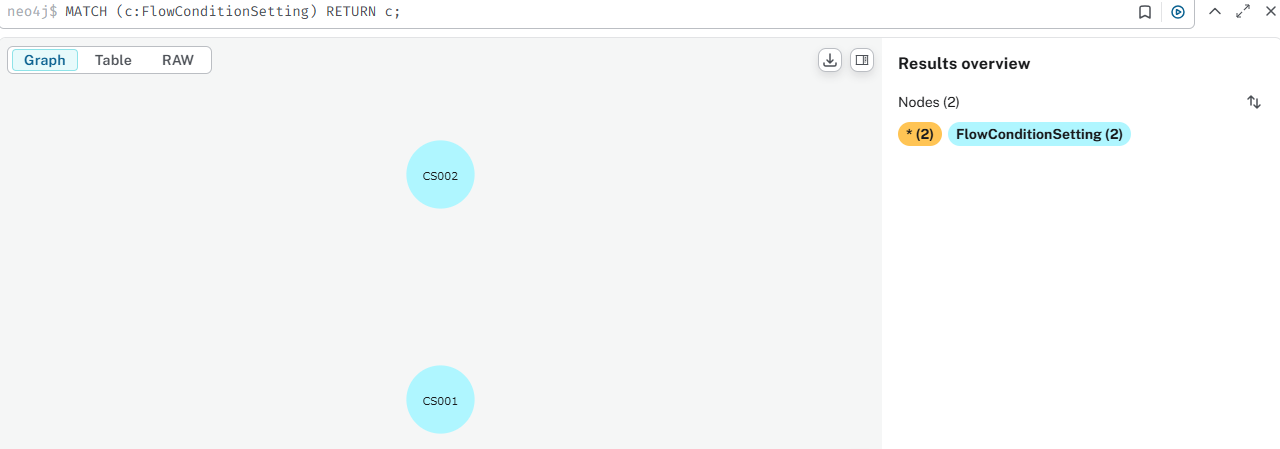 neo4j$ MATCH (c:FlowConditionSetting) RETURN c;
Graph Table RAW
Results overview
Nodes (2)
* (2) FlowConditionSetting (2)
CS002
CS001